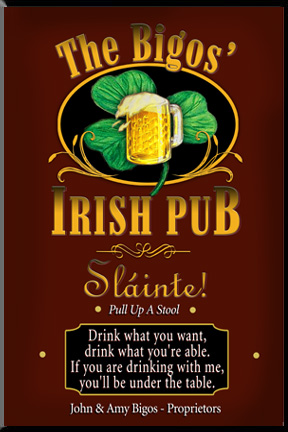 The Bigos'
IRISH PUB
Sláinte!
• Pull Up A Stool •
Drink what you want,
drink what you're able.
If you are drinking with me,
you'll be under the table.
John & Amy Bigos - Proprietors